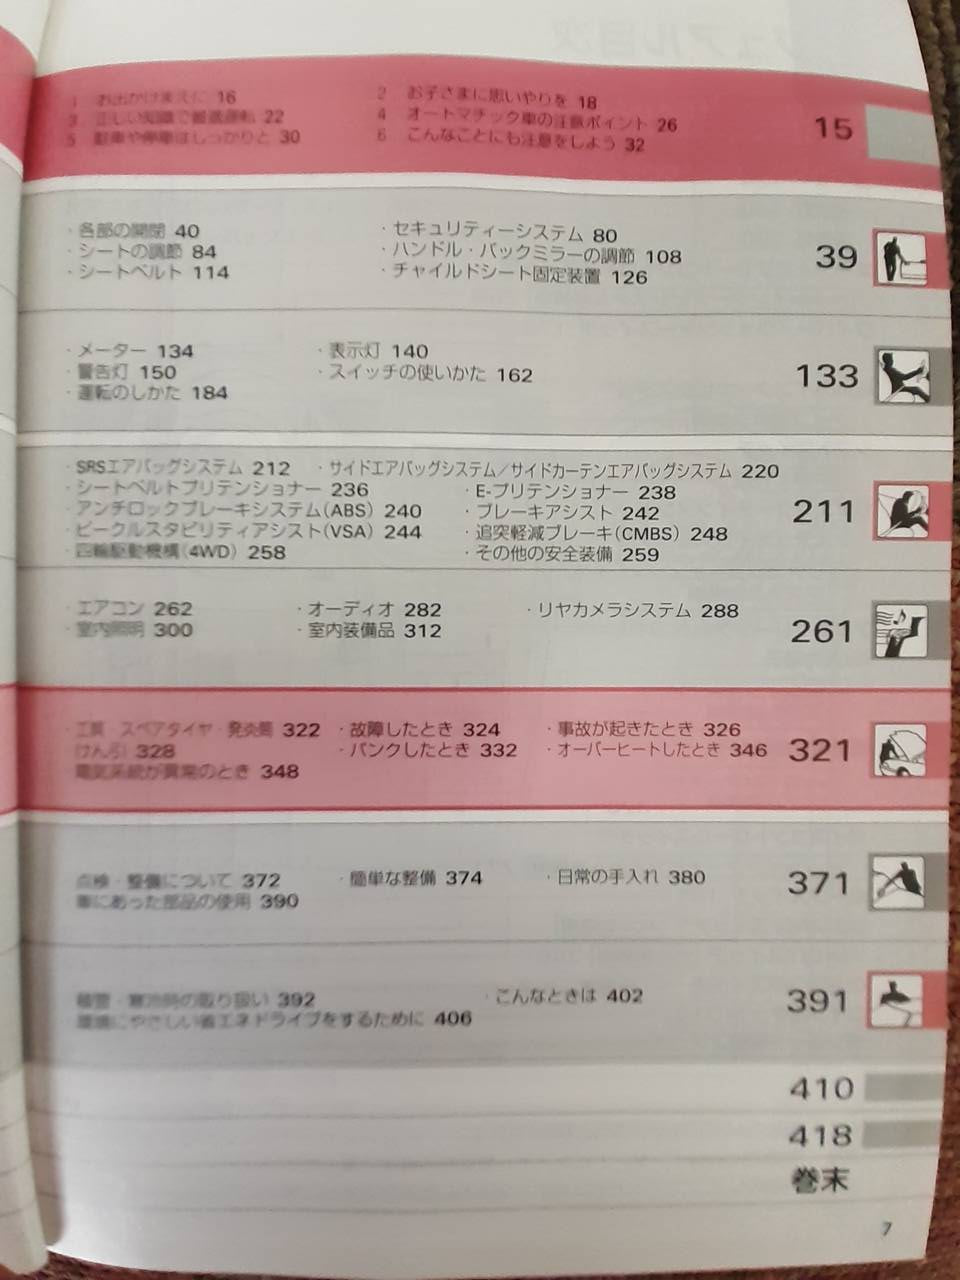 1 お出かけまえに 16 2 お子さまに思いやりを 18
3 正しい知識で 運転 22 4 オートマチック車の注意ポイント 26
5 駐車や停車はしっかりと 30 6 こんなことにも注意をしよう 32
15
・各部の開閉 40 ・セキュリティーシステム 80
・シートの調節 84 ・ハンドル・バックミラーの調節 108
・シートベルト 114 ・チャイルドシート固定装置 126
39
・メーター 134 ・表示灯 140
・警告灯 150 ・スイッチの使いかた 162
・運転のしかた 184
133
・SRSエアバッグシステム 212 ・サイドエアバッグシステム/サイドカーテンエアバッグシステム 220
・シートベルトプリテンショナー 236 ・E-プリテンショナー 238
・アンチロックブレーキシステム(ABS) 240 ・ブレーキアシスト 242
・ビークルスタビリティアシスト(VSA) 244 ・追突軽減ブレーキ(CMBS) 248
・四輪駆動機構(4WD) 258 ・その他の安全装備 259
211
・エアコン 262 ・オーディオ 282 ・リヤカメラシステム 288
・室内照明 300 ・室内装備品 312
261
工具・スペアタイヤ・発炎筒 322 ・故障したとき 324 ・事故が起きたとき 326
けん引 328 ・パンクしたとき 332 ・オーバーヒートしたとき 346
電気系統が異常のとき 348
321
点検・整備について 372 ・簡単な整備 374 ・日常の手入れ 380
車にあった部品の使用 390
371
積雪・寒冷時の取り扱い 392 ・こんなときは 402
・環境にやさしい省エネドライブをするために 406
391
410
418
巻末
7